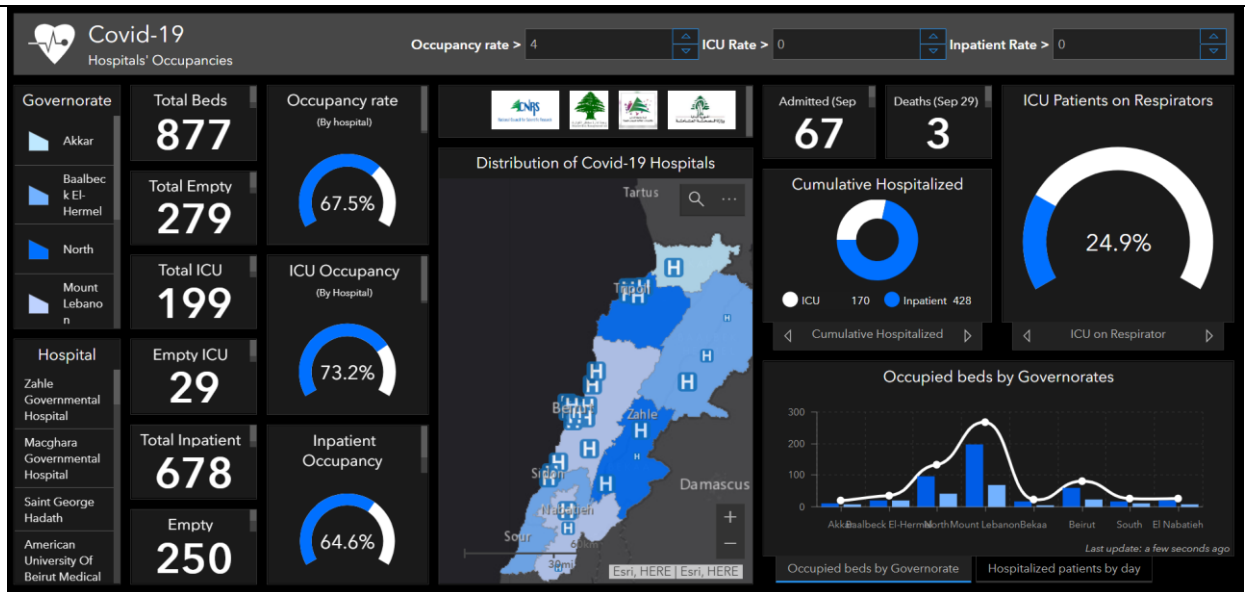 Covid-19
Hospitals' Occupancies
Occupancy rate > 4
ICU Rate > 0
Inpatient Rate > 0
Governorate
Akkar
Baalbec
k El-
Hermel
North
Mount
Lebano
n
Hospital
Zahle
Governmental
Hospital
Macghara
Governmental
Hospital
Saint George
Hadath
American
University Of
Beirut Medical
Total Beds
877
Total Empty
279
Total ICU
199
Empty ICU
29
Total Inpatient
678
Empty
250
Occupancy rate
(By hospital)
67.5%
ICU Occupancy
(By Hospital)
73.2%
Inpatient
Occupancy
64.6%
CNRS
Distribution of Covid-19 Hospitals
Tartus
Tripoli
H
H
H
H
H
H
Beirut
Zahle
H
H
H
H
Sidon
H
H
Damascus
Nabatieh
H
Sour
60km
30mi
+
−
Esri, HERE | Esri, HERE
Admitted (Sep
67
Deaths (Sep 29)
3
Cumulative Hospitalized
ICU 170
Inpatient 428
Cumulative Hospitalized
ICU Patients on Respirators
24.9%
ICU on Respirator
Occupied beds by Governorates
300
200
100
0
Akkar Baalbeck El-Hermel North Mount Lebanon Bekaa Beirut South El Nabatieh
Last update: a few seconds ago
Occupied beds by Governorate
Hospitalized patients by day